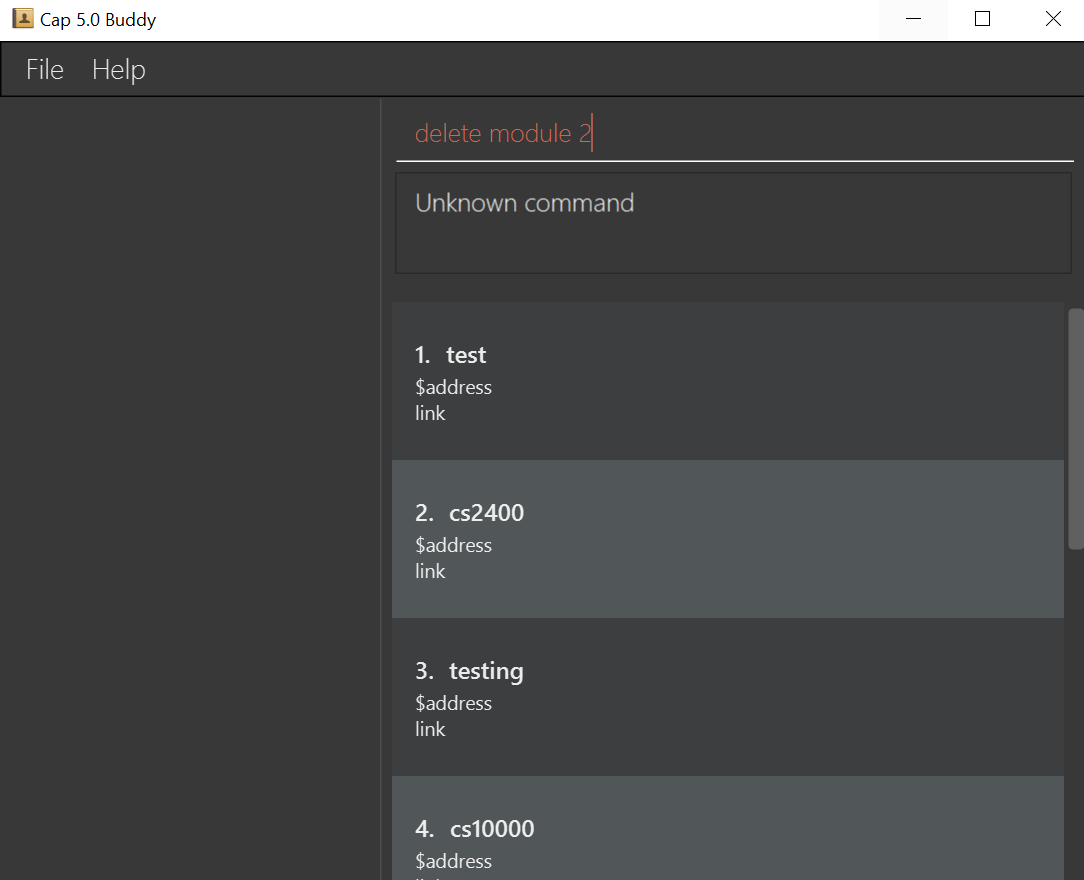 Cap 5.0 Buddy
File Help
delete module 2
Unknown command
1. test
$address
link
2. cs2400
$address
link
3. testing
$address
link
4. cs10000
$address